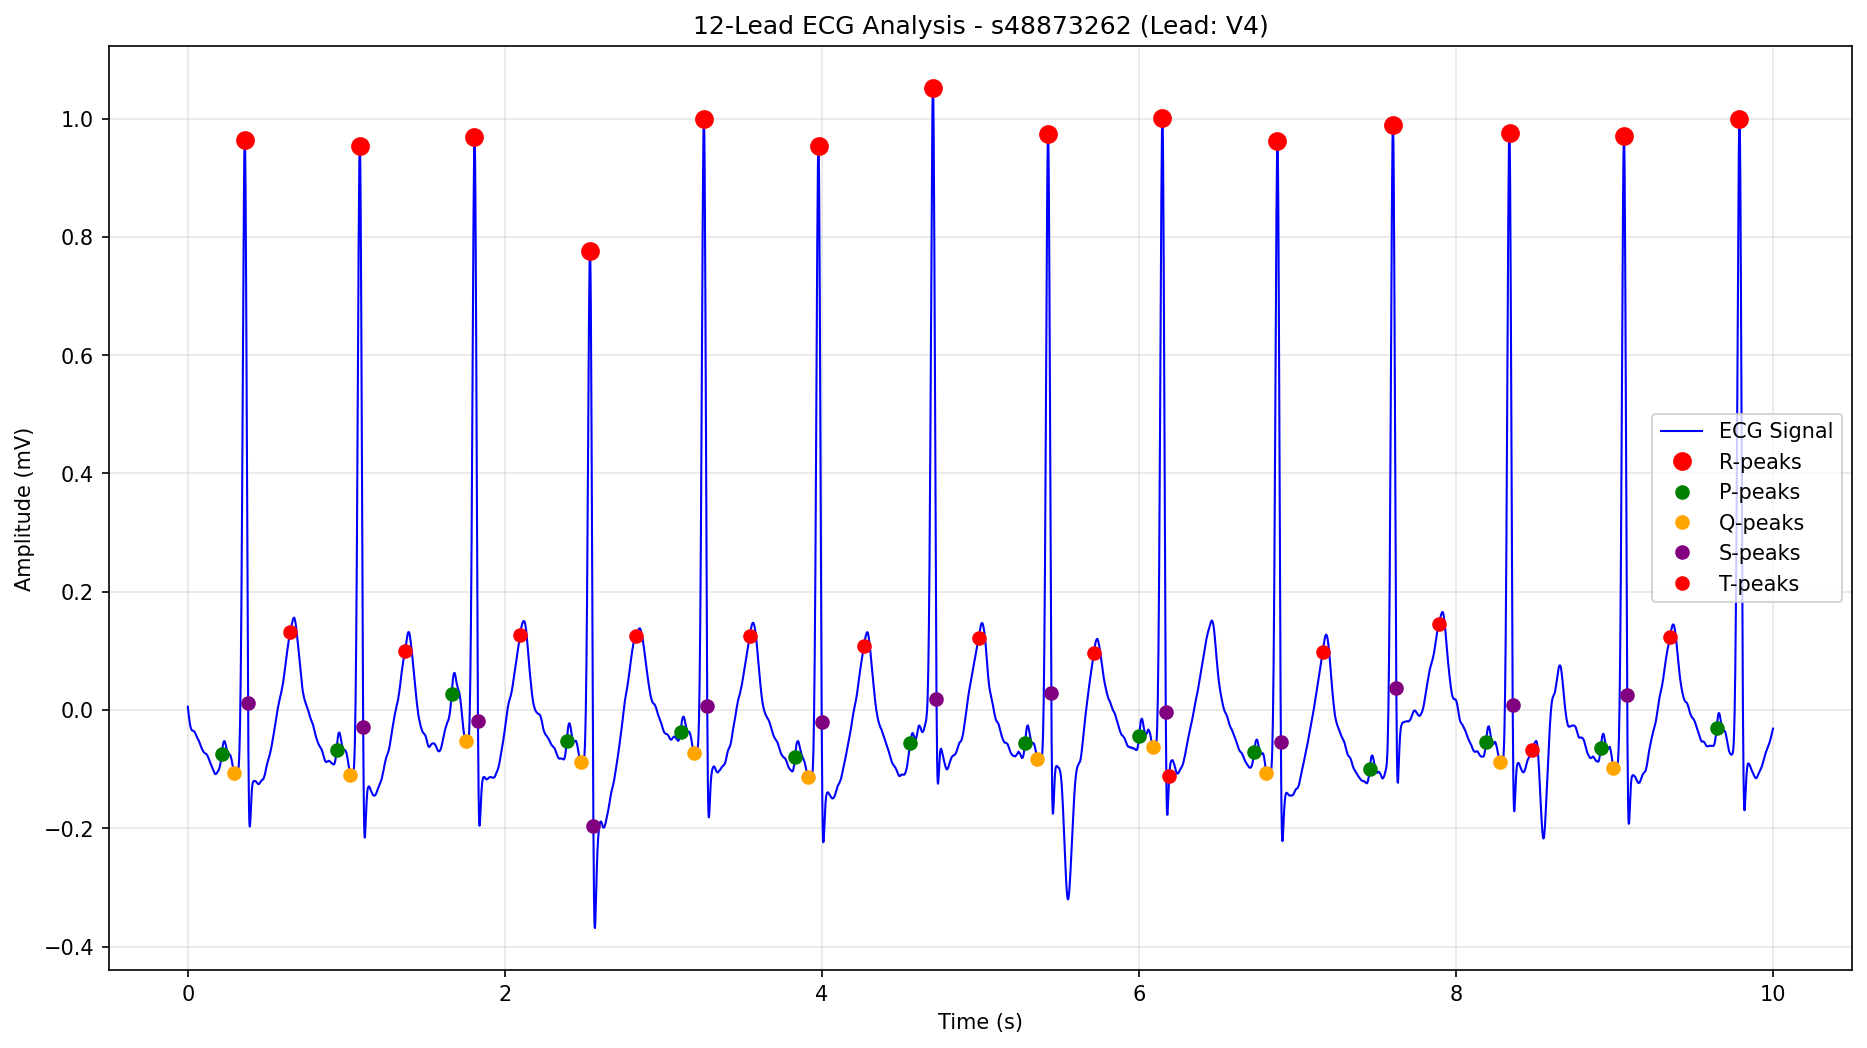 12-Lead ECG Analysis - s48873262 (Lead: V4)
Amplitude (mV)
1.0
0.8
0.6
0.4
0.2
0.0
−0.2
−0.4
ECG Signal
R-peaks
P-peaks
Q-peaks
S-peaks
T-peaks
0 2 4 6 8 10
Time (s)